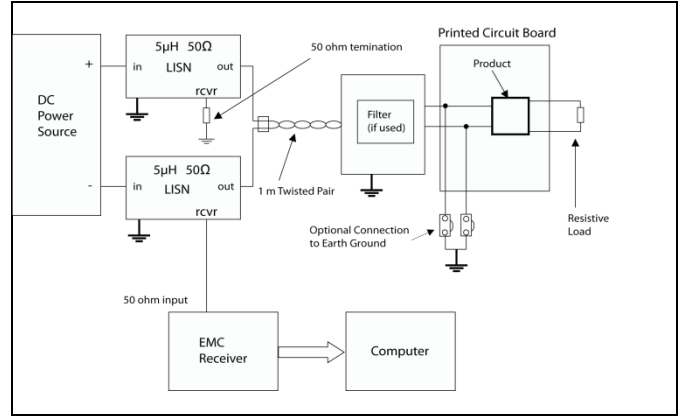 Printed Circuit Board
5µH 50Ω
LISN
in
out
rcvr
+
50 ohm temination
Product
DC
Power
Source
Filter
(if used)
-
5µH 50Ω
LISN
in
out
rcvr
1 m Twisted Pair
Optional Connection
to Earth Ground
Resistive
Load
50 ohm input
EMC
Receiver
Computer